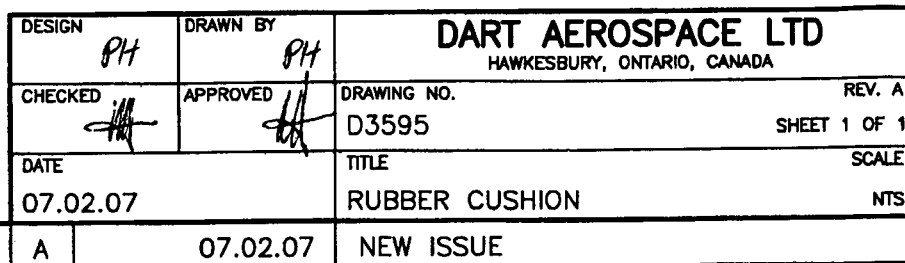 DESIGN
PH
DRAWN BY
PH
DART AEROSPACE LTD
HAWKESBURY, ONTARIO, CANADA
CHECKED
APPROVED
DRAWING NO.
D3595
REV. A
SHEET 1 OF 1
DATE
07.02.07
TITLE
RUBBER CUSHION
SCALE
NTS
A 07.02.07 NEW ISSUE